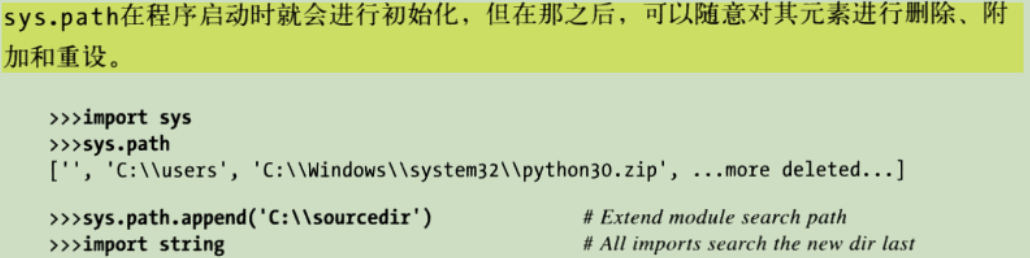 sys.path在程序启动时就会进行初始化，但在那之后，可以随意对其元素进行删除、附
加和重设。
>>>import sys
>>>sys.path
['', 'C:\\users', 'C:\\Windows\\system32\\python30.zip', ...more deleted...]
>>>sys.path.append('C:\\sourcedir') # Extend module search path
>>>import string # All imports search the new dir last